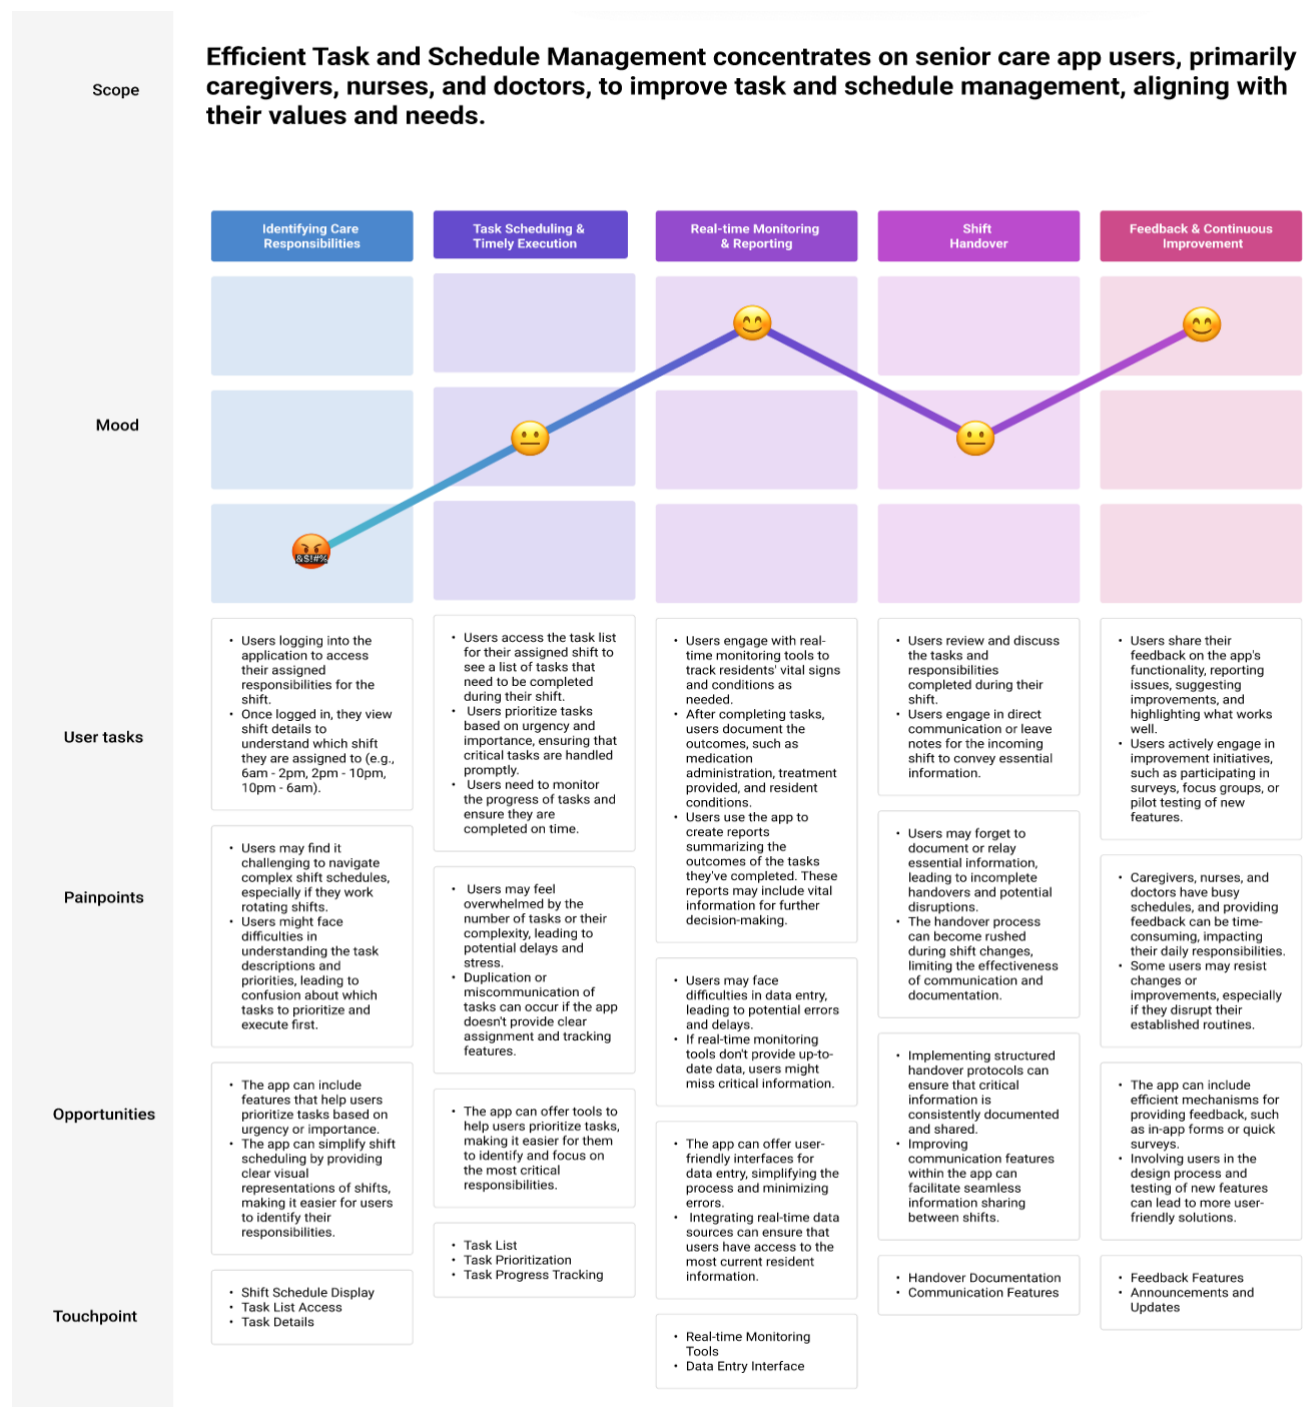 Scope
Efficient Task and Schedule Management concentrates on senior care app users, primarily
caregivers, nurses, and doctors, to improve task and schedule management, aligning with
their values and needs.
Identifying Care
Responsibilities
Task Scheduling &
Timely Execution
Real-time Monitoring
& Reporting
Shift
Handover
Feedback & Continuous
Improvement
Mood
&$!#%
User tasks
• Users logging into the
application to access
their assigned
responsibilities for the
shift.
• Once logged in, they view
shift details to
understand which shift
they are assigned to (e.g.,
6am - 2pm, 2pm - 10pm,
10pm - 6am).
• Users access the task list
for their assigned shift to
see a list of tasks that
need to be completed
during their shift.
• Users prioritize tasks
based on urgency and
importance, ensuring that
critical tasks are handled
promptly.
• Users need to monitor
the progress of tasks and
ensure they are
completed on time.
• Users engage with real-
time monitoring tools to
track residents' vital signs
and conditions as
needed.
• After completing tasks,
users document the
outcomes, such as
medication
administration, treatment
provided, and resident
conditions.
• Users use the app to
create reports
summarizing the
outcomes of the tasks
they've completed. These
reports may include vital
information for further
decision-making.
• Users review and discuss
the tasks and
responsibilities
completed during their
shift.
• Users engage in direct
communication or leave
notes for the incoming
shift to convey essential
information.
• Users share their
feedback on the app's
functionality, reporting
issues, suggesting
improvements, and
highlighting what works
well.
• Users actively engage in
improvement initiatives,
such as participating in
surveys, focus groups, or
pilot testing of new
features.
Painpoints
• Users may find it
challenging to navigate
complex shift schedules,
especially if they work
rotating shifts.
• Users might face
difficulties in
understanding the task
descriptions and
priorities, leading to
confusion about which
tasks to prioritize and
execute first.
• Users may feel
overwhelmed by the
number of tasks or their
complexity, leading to
potential delays and
stress.
• Duplication or
miscommunication of
tasks can occur if the app
doesn't provide clear
assignment and tracking
features.
• Users may face
difficulties in data entry,
leading to potential errors
and delays.
• If real-time monitoring
tools don't provide up-to-
date data, users might
miss critical information.
• Users may forget to
document or relay
essential information,
leading to incomplete
handovers and potential
disruptions.
• The handover process
can become rushed
during shift changes,
limiting the effectiveness
of communication and
documentation.
• Caregivers, nurses, and
doctors have busy
schedules, and providing
feedback can be time-
consuming, impacting
their daily responsibilities.
• Some users may resist
changes or
improvements, especially
if they disrupt their
established routines.
Opportunities
• The app can include
features that help users
prioritize tasks based on
urgency or importance.
• The app can simplify shift
scheduling by providing
clear visual
representations of shifts,
making it easier for users
to identify their
responsibilities.
• The app can offer tools to
help users prioritize tasks,
making it easier for them
to identify and focus on
the most critical
responsibilities.
• The app can offer user-
friendly interfaces for
data entry, simplifying the
process and minimizing
errors.
• Integrating real-time data
sources can ensure that
users have access to the
most current resident
information.
• Implementing structured
handover protocols can
ensure that critical
information is
consistently documented
and shared.
• Improving
communication features
within the app can
facilitate seamless
information sharing
between shifts.
• The app can include
efficient mechanisms for
providing feedback, such
as in-app forms or quick
surveys.
• Involving users in the
design process and
testing of new features
can lead to more user-
friendly solutions.
Touchpoint
• Shift Schedule Display
• Task List Access
• Task Details
• Task List
• Task Prioritization
• Task Progress Tracking
• Real-time Monitoring
Tools
• Data Entry Interface
• Handover Documentation
• Communication Features
• Feedback Features
• Announcements and
Updates